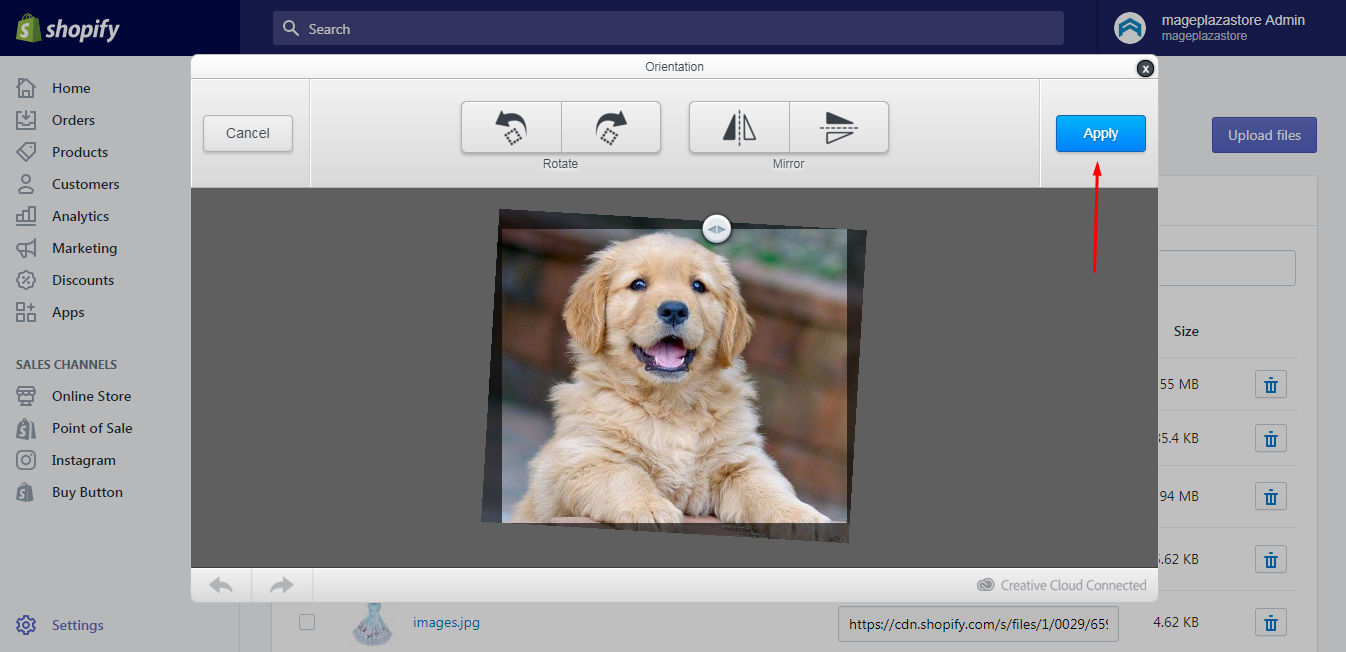 shopify
Search
mageplazastore Admin
mageplazastore
Home
Orders
Products
Customers
Analytics
Marketing
Discounts
Apps
SALES CHANNELS
Online Store
Point of Sale
Instagram
Buy Button
Settings
Orientation
x
Cancel
Rotate
Mirror
Apply
Upload files
Size
55 MB
35.4 KB
94 MB
.62 KB
Creative Cloud Connected
images.jpg
https://cdn.shopify.com/s/files/1/0029/659
4.62 KB